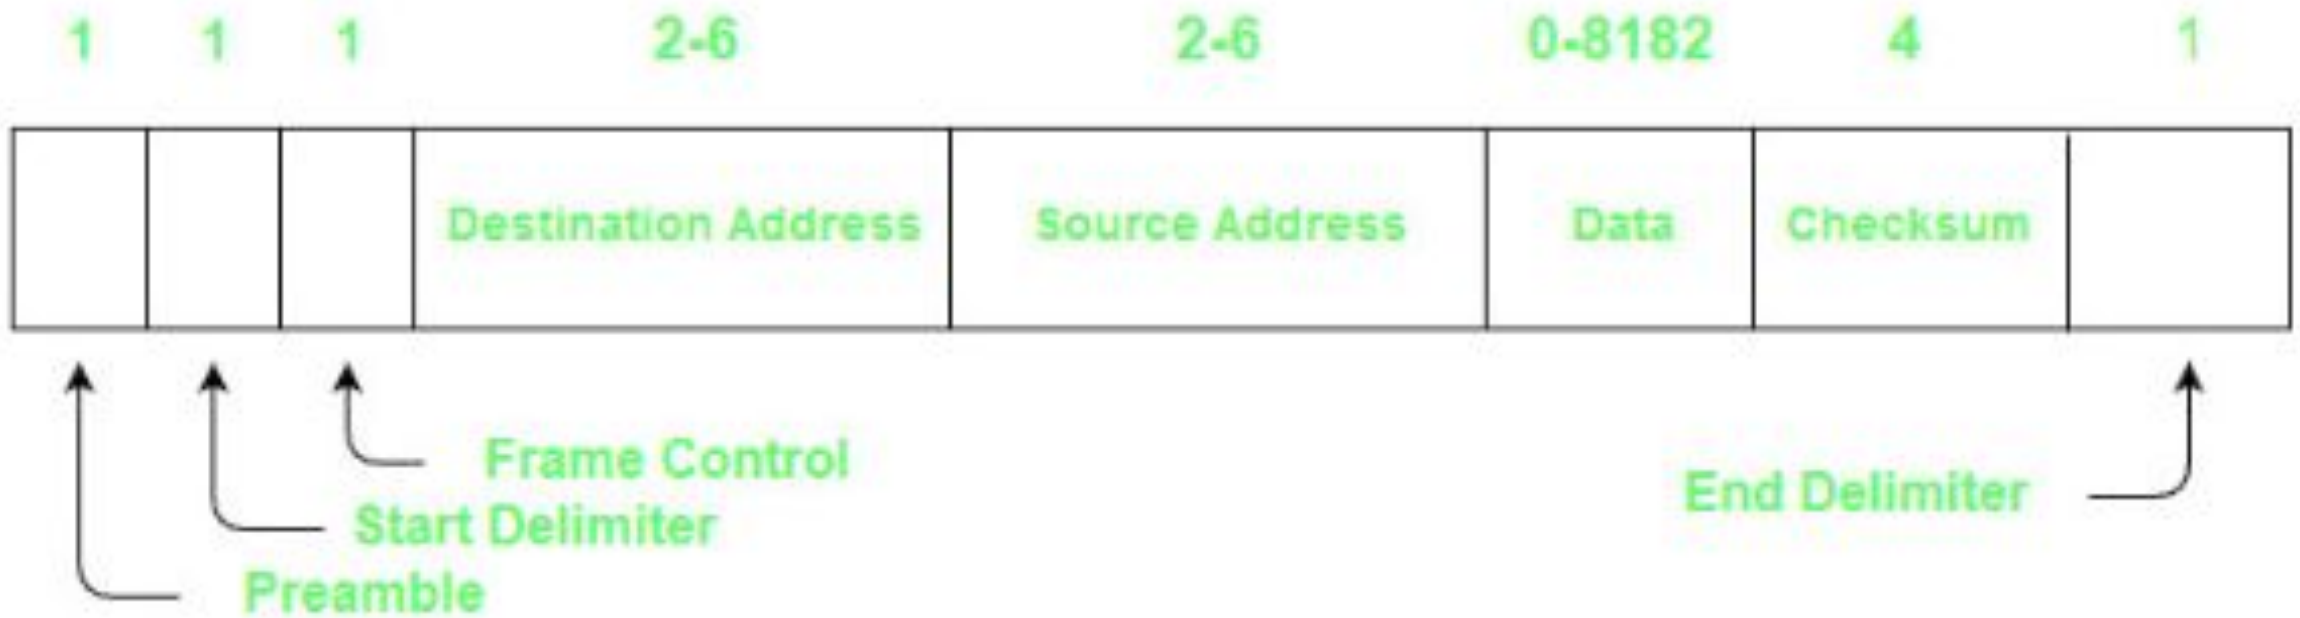 1 1 1 2-6 2-6 0-8182 4 1
Destination Address Source Address Data Checksum
Frame Control
End Delimiter
Start Delimiter
Preamble